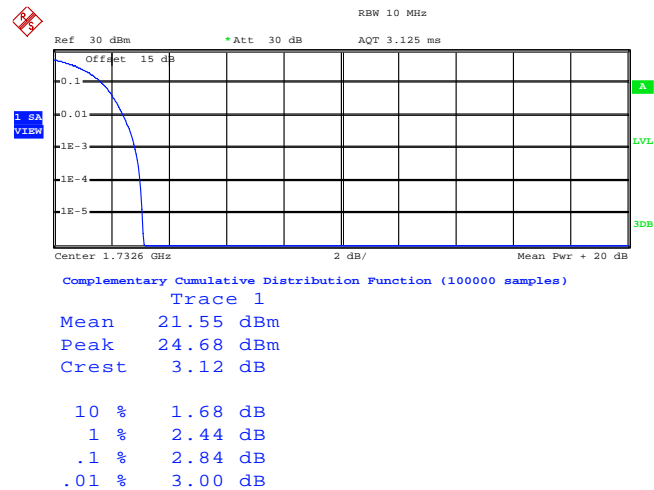 R&S
RBW 10 MHz
Ref 30 dBm *Att 30 dB AQT 3.125 ms
Offset 15 dB
0.1
A
0.01
1 SA
VIEW
1E-3
LVL
1E-4
1E-5
3DB
Center 1.7326 GHz 2 dB/ Mean Pwr + 20 dB
Complementary Cumulative Distribution Function (100000 samples)
Trace 1
Mean 21.55 dBm
Peak 24.68 dBm
Crest 3.12 dB
10 % 1.68 dB
1 % 2.44 dB
.1 % 2.84 dB
.01 % 3.00 dB